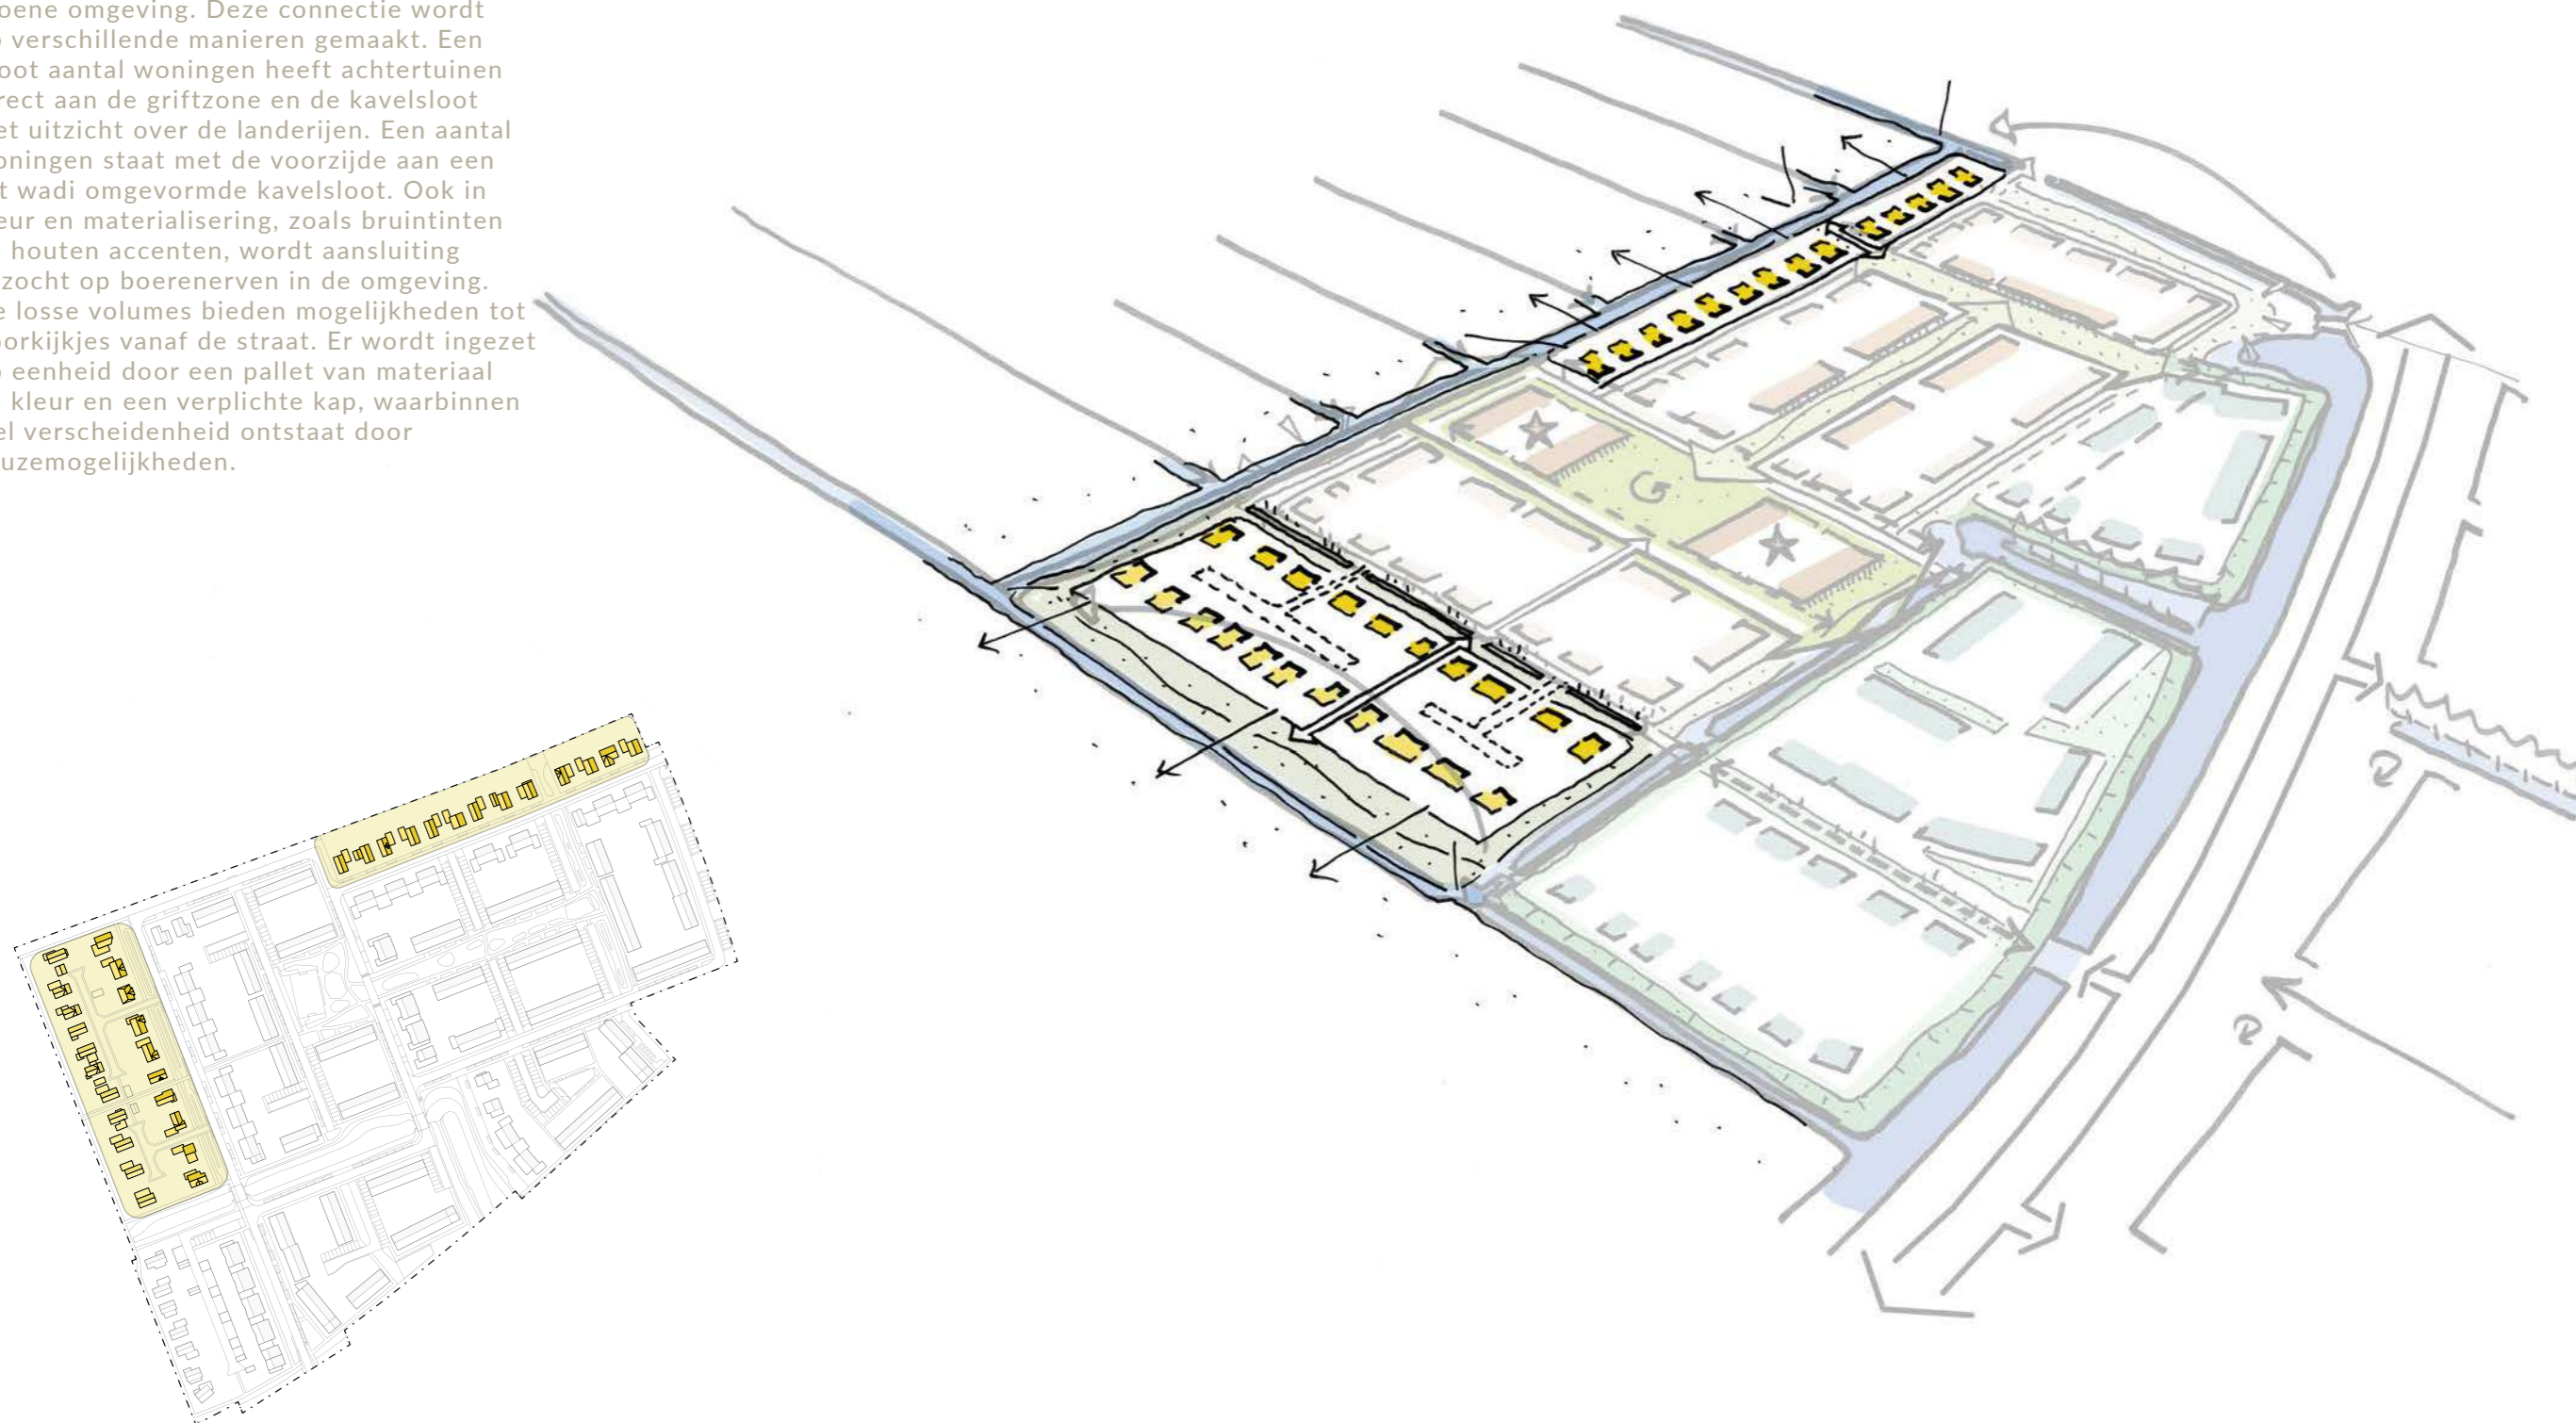 oene omgeving. Deze connectie wordt
verschillende manieren gemaakt. Een
oot aantal woningen heeft achtertuinen
rect aan de griftzone en de kavelsloot
et uitzicht over de landerijen. Een aantal
oningen staat met de voorzijde aan een
t wadi omgevormde kavelsloot. Ook in
eur en materialisering, zoals bruintinten
houten accenten, wordt aansluiting
zocht op boerenerven in de omgeving.
e losse volumes bieden mogelijkheden tot
orkijkjes vanaf de straat. Er wordt ingezet
eenheid door een pallet van materiaal
kleur en een verplichte kap, waarbinnen
el verscheidenheid ontstaat door
uzemogelijkheden.